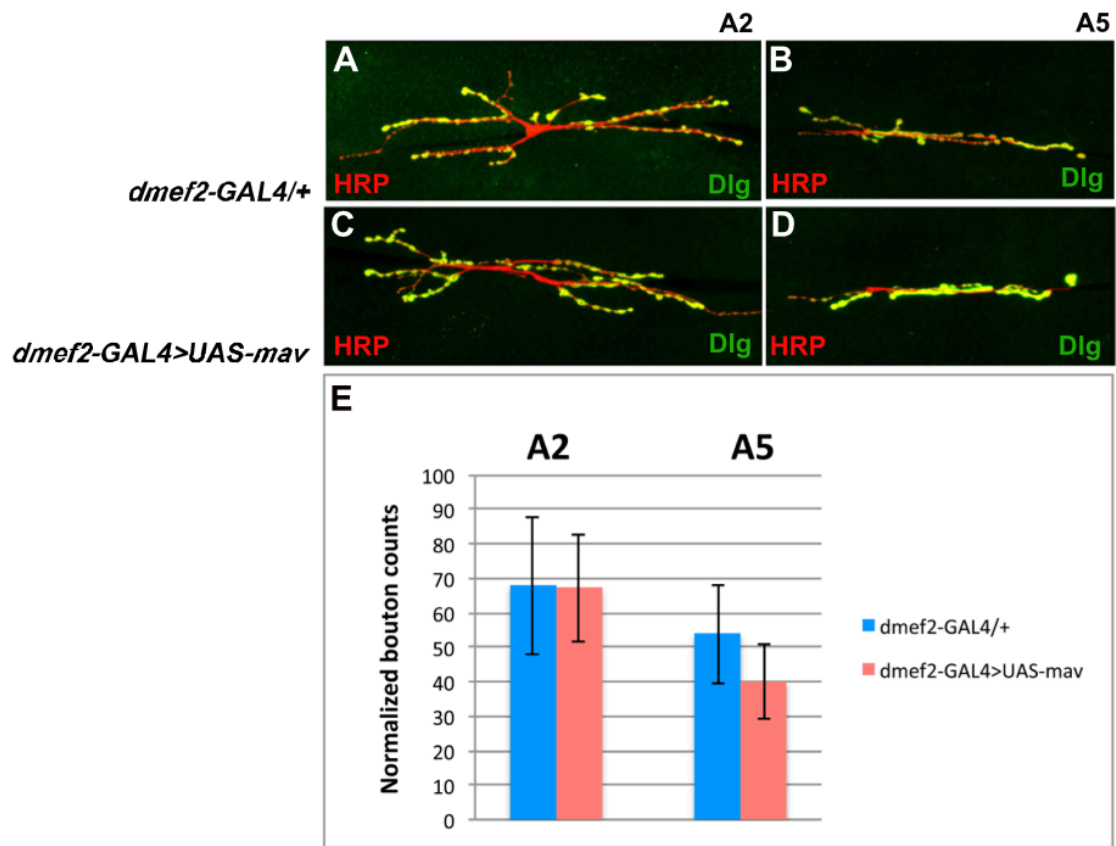 A2 A5
A B
HRP Dlg HRP Dlg
dmef2-GAL4/+
C D
HRP Dlg HRP Dlg
dmef2-GAL4>UAS-mav
E
A2 A5
Normalized bouton counts
100
90
80
70
60
50
40
30
20
10
0
dmef2-GAL4/+
dmef2-GAL4>UAS-mav